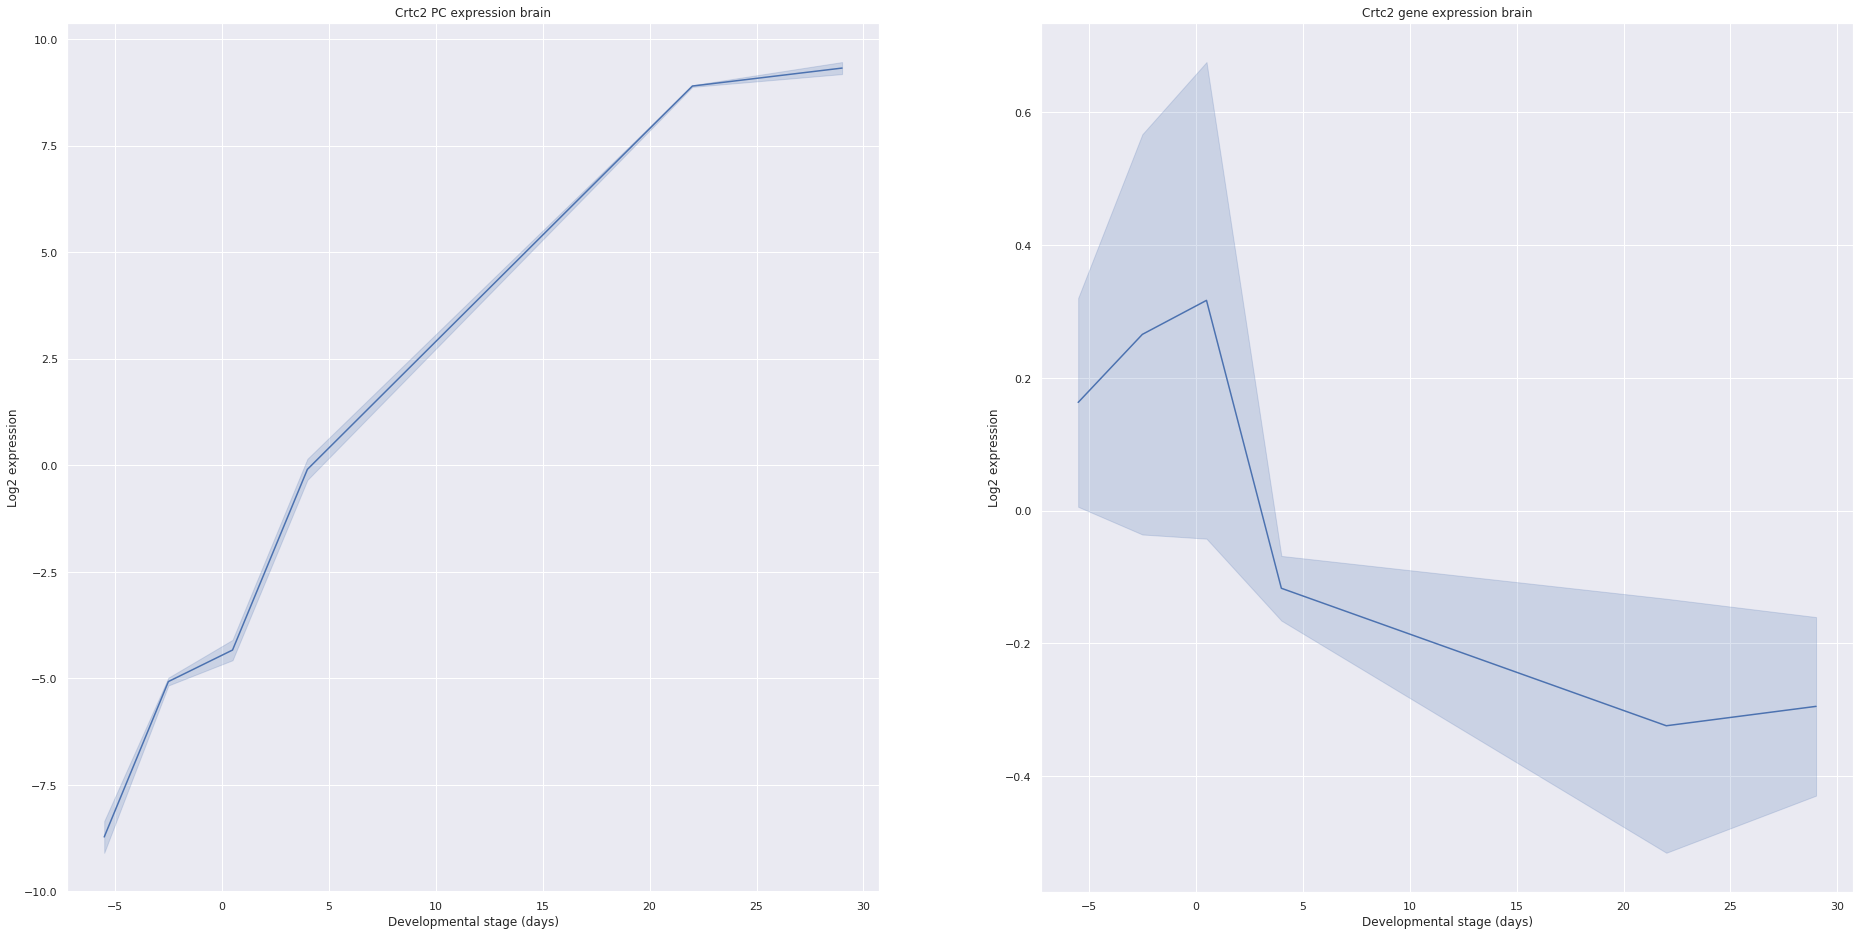 Crtc2 PC expression brain
Log2 expression
10.0
7.5
5.0
2.5
0.0
−2.5
−5.0
−7.5
−10.0
−5 0 5 10 15 20 25 30
Developmental stage (days)
Crtc2 gene expression brain
Log2 expression
0.6
0.4
0.2
0.0
−0.2
−0.4
−5 0 5 10 15 20 25 30
Developmental stage (days)